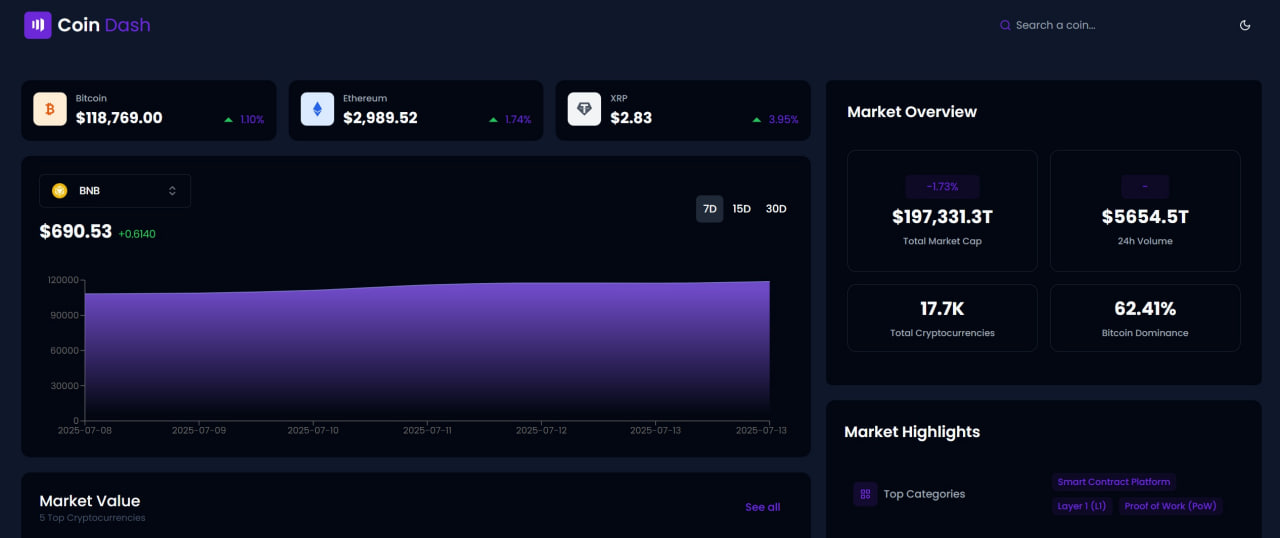 Coin Dash
Search a coin...
Bitcoin
$118,769.00
1.10%
Ethereum
$2,989.52
1.74%
XRP
$2.83
3.95%
BNB
$690.53 +0.6140
7D 15D 30D
120000
90000
60000
30000
0
2025-07-08 2025-07-09 2025-07-10 2025-07-11 2025-07-12 2025-07-13 2025-07-13
Market Value
5 Top Cryptocurrencies
See all
Market Overview
-1.73%
$197,331.3T
Total Market Cap
-
$5654.5T
24h Volume
17.7K
Total Cryptocurrencies
62.41%
Bitcoin Dominance
Market Highlights
Top Categories
Smart Contract Platform
Layer 1 (L1) Proof of Work (PoW)